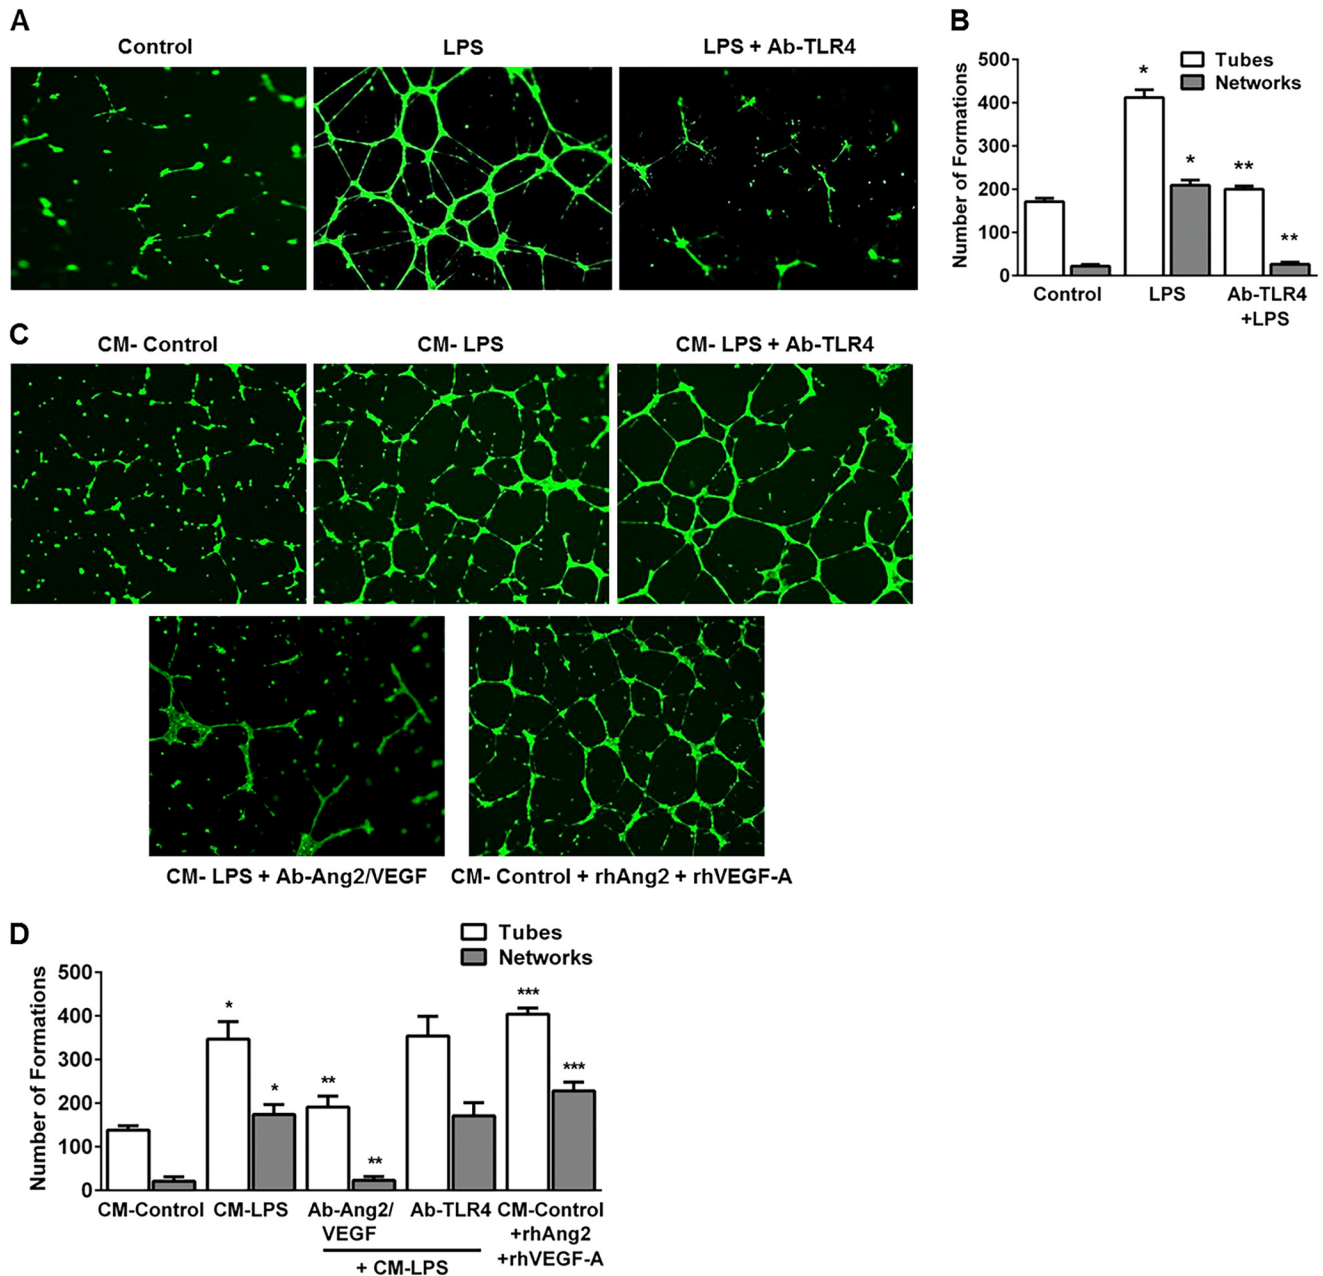 A
Control
LPS
LPS + Ab-TLR4
B
500
400
300
200
100
0
Number of Formations
Tubes
Networks
*
*
**
**
Control
LPS
Ab-TLR4
+LPS
C
CM- Control
CM- LPS
CM- LPS + Ab-TLR4
CM- LPS + Ab-Ang2/VEGF
CM- Control + rhAng2 + rhVEGF-A
D
Tubes
Networks
500
400
300
200
100
0
Number of Formations
*
*
**
**
***
***
CM-Control
CM-LPS
Ab-Ang2/
VEGF
Ab-TLR4
CM-Control
+rhAng2
+rhVEGF-A
+ CM-LPS